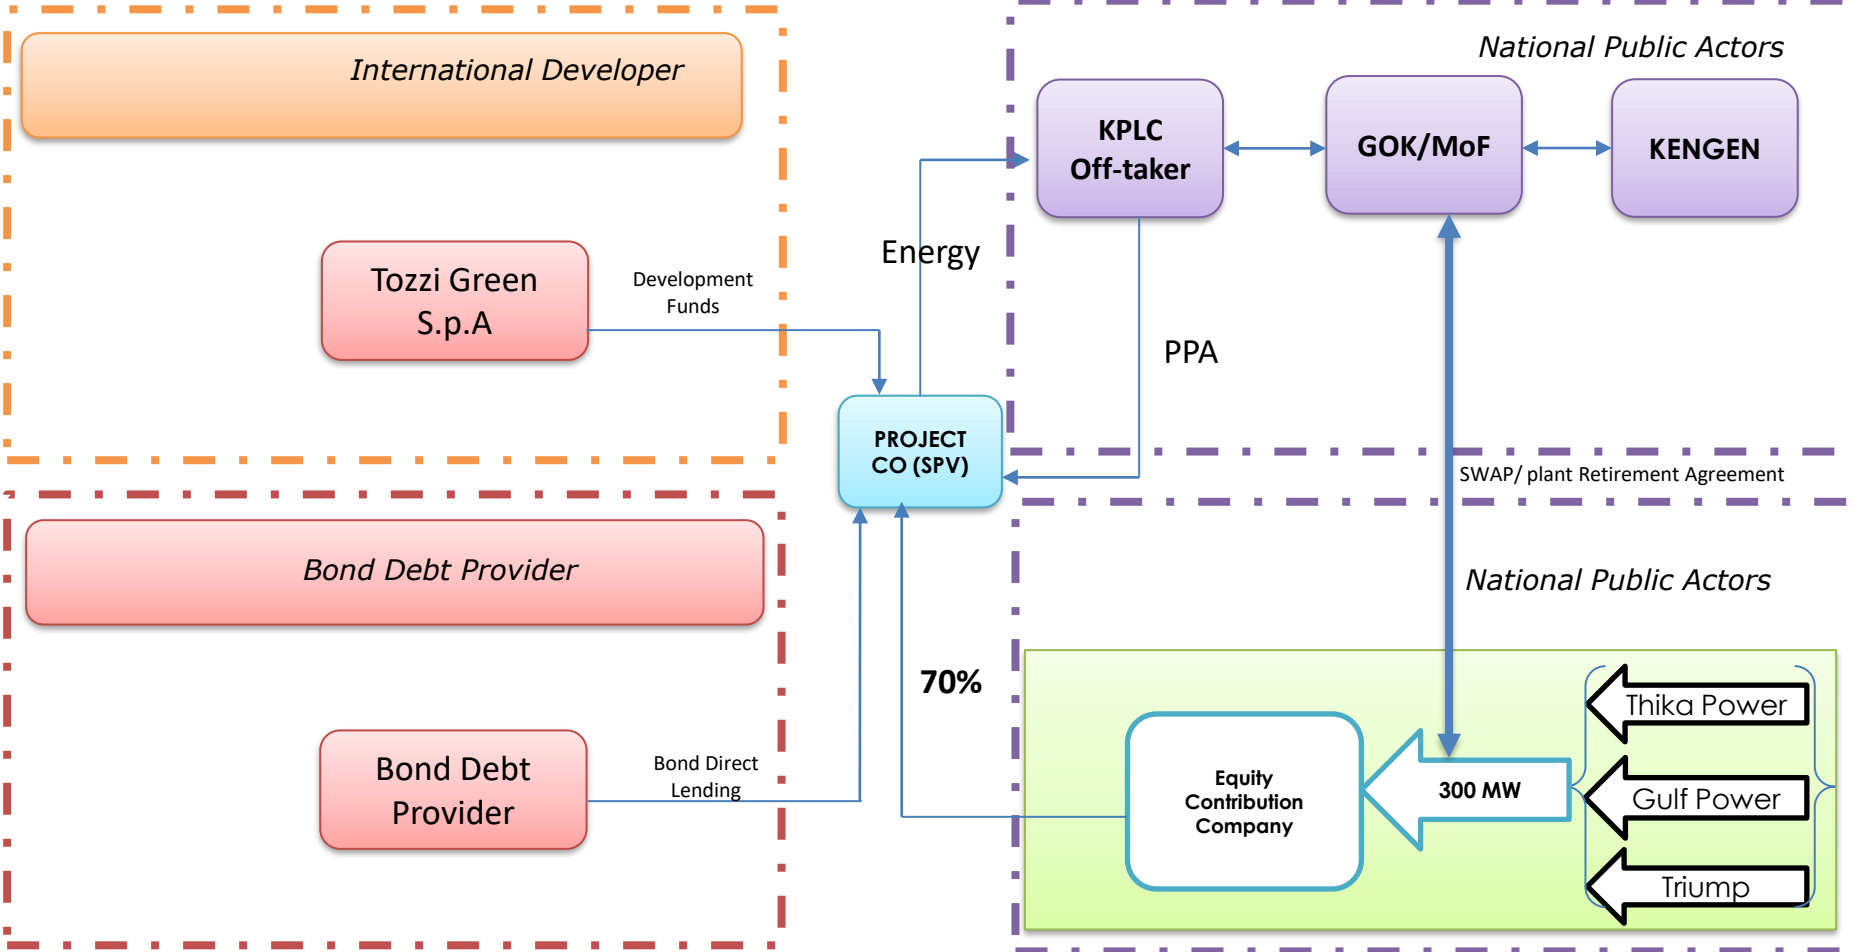 International Developer
Tozzi Green
S.p.A
Development
Funds
National Public Actors
KPLC
Off-taker
GOK/MoF
KENGEN
Energy
PPA
PROJECT
CO (SPV)
SWAP/ plant Retirement Agreement
Bond Debt Provider
Bond Debt
Provider
Bond Direct
Lending
70%
National Public Actors
Equity
Contribution
Company
300 MW
Thika Power
Gulf Power
Triump